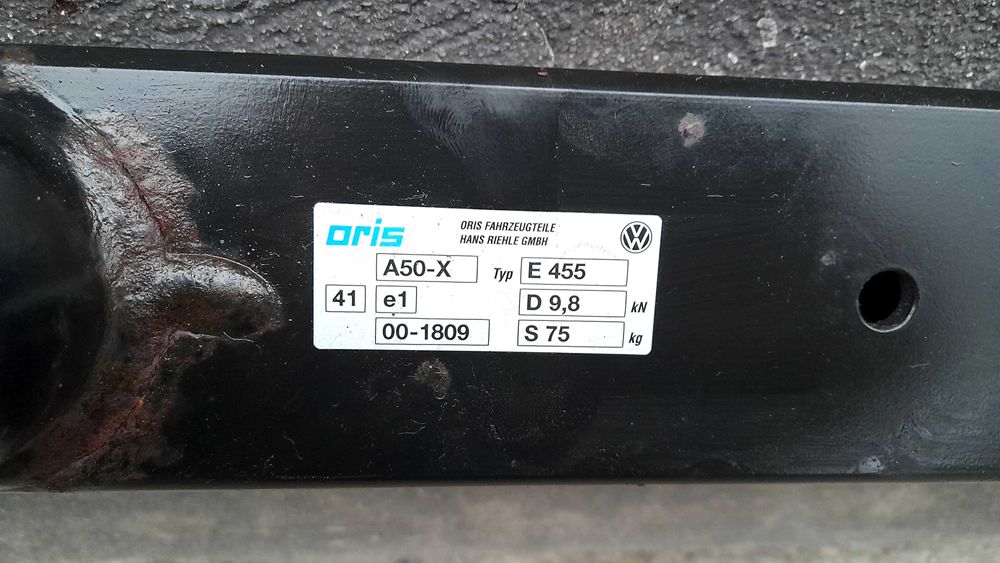 oris ORIS FAHRZEUGTEILE
HANS RIEHLE GMBH
A50-X Typ E 455
41 e1 D 9,8 kN
00-1809 S 75 kg